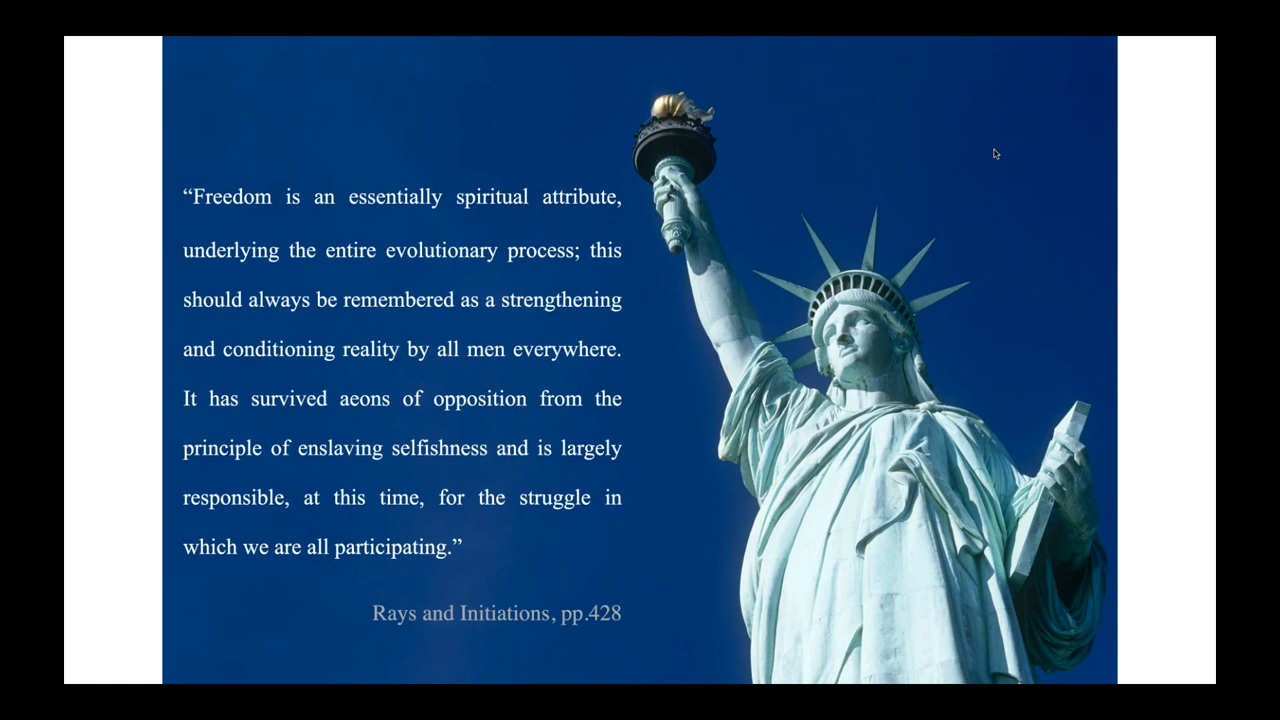 “Freedom is an essentially spiritual attribute,
underlying the entire evolutionary process; this
should always be remembered as a strengthening
and conditioning reality by all men everywhere.
It has survived aeons of opposition from the
principle of enslaving selfishness and is largely
responsible, at this time, for the struggle in
which we are all participating.”
Rays and Initiations, pp.428